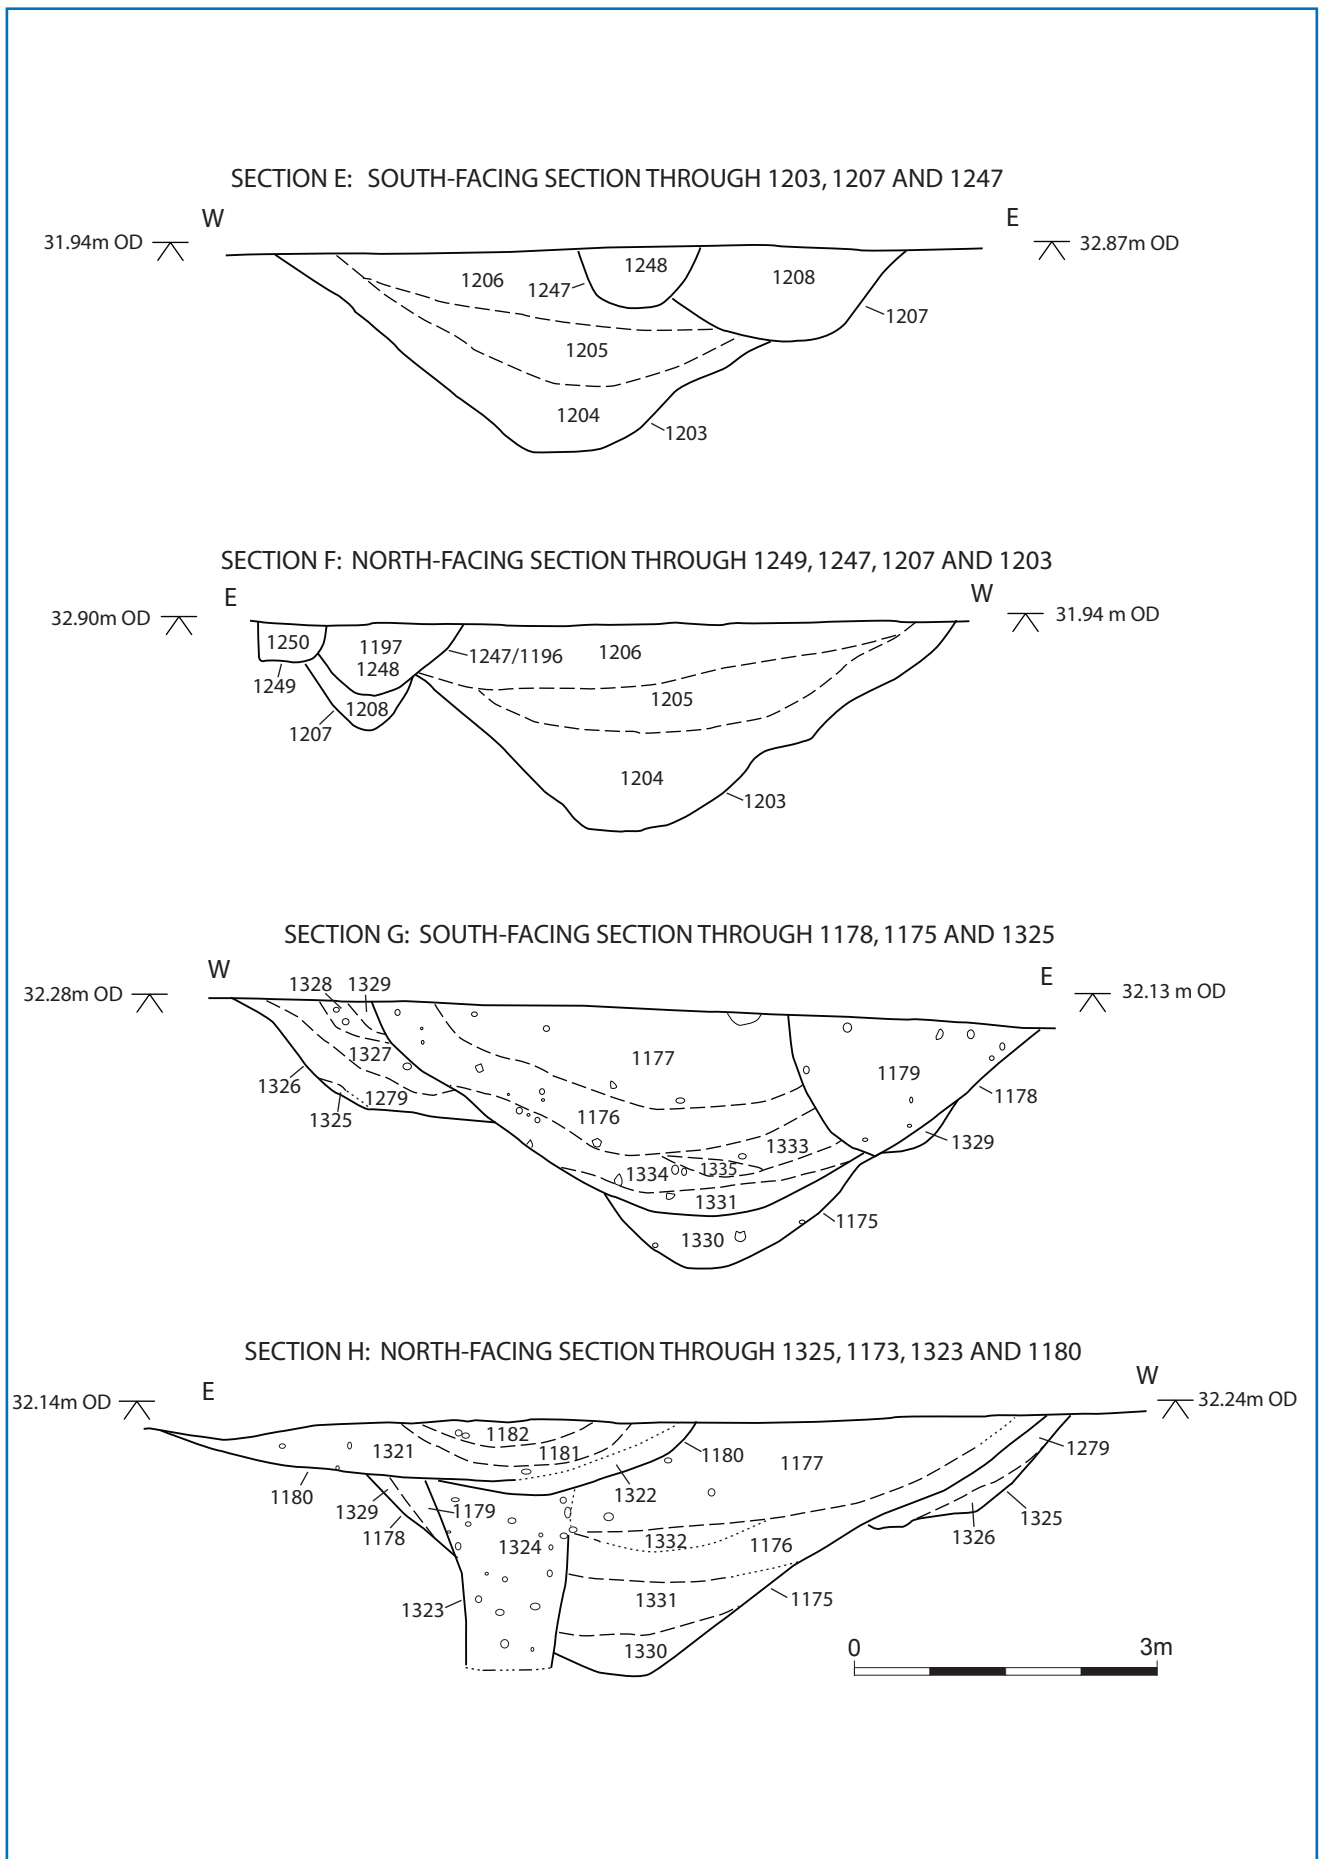 SECTION E: SOUTH-FACING SECTION THROUGH 1203, 1207 AND 1247
W
E
31.94m OD
32.87m OD
1248
1206
1247
1208
1207
1205
1204
1203
SECTION F: NORTH-FACING SECTION THROUGH 1249, 1247, 1207 AND 1203
E
W
32.90m OD
31.94 m OD
1250
1197
1248
1247/1196
1206
1249
1205
1208
1207
1204
1203
SECTION G: SOUTH-FACING SECTION THROUGH 1178, 1175 AND 1325
W
E
32.28m OD
32.13 m OD
1328
1329
1327
1177
1179
1326
1279
1178
1325
1176
1329
1333
1334
1335
1331
1175
1330
SECTION H: NORTH-FACING SECTION THROUGH 1325, 1173, 1323 AND 1180
E
W
32.14m OD
32.24m OD
1182
1321
1181
1180
1177
1279
1180
1322
1329
1179
1178
1324
1332
1176
1326
1325
1323
1331
1175
1330
0
3m